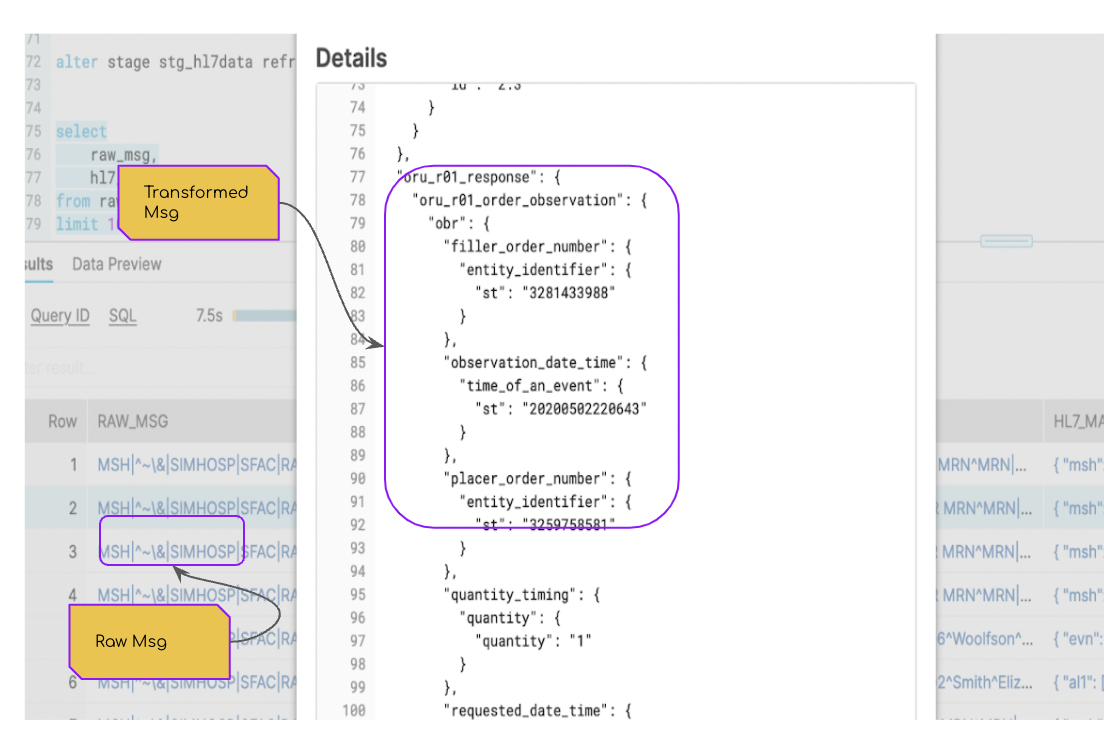 71
72 alter stage stg_hl7data refr
73
74
75 select
76 raw_msg,
77 hl7
78 from raw
79 limit 1
Transformed
Msg
sults Data Preview
Query ID SQL 7.5s
ter result...
Row RAW_MSG HL7_MA
1 MSH|^~\&|SIMHOSP|SFAC|RA MRN^MRN|... { "msh":
2 MSH|^~\&|SIMHOSP|SFAC|RA MRN^MRN|... { "msh":
3 MSH|^~\&|SIMHOSP|SFAC|RA MRN^MRN|... { "msh":
4 MSH|^~\&|SIMHOSP|SFAC|RA MRN^MRN|... { "msh":
SFAC|RA 6^Woolfson^... { "evn":
6 MSH|^~\&|SIMHOSP|SFAC|RA 2^Smith^Eliz... { "al1": [
Raw Msg
Details
73 "id": "2.3"
74 }
75 }
76 },
77 "oru_r01_response": {
78 "oru_r01_order_observation": {
79 "obr": {
80 "filler_order_number": {
81 "entity_identifier": {
82 "st": "3281433988"
83 }
84 },
85 "observation_date_time": {
86 "time_of_an_event": {
87 "st": "20200502220643"
88 }
89 },
90 "placer_order_number": {
91 "entity_identifier": {
92 "st": "3259758581"
93 }
94 },
95 "quantity_timing": {
96 "quantity": {
97 "quantity": "1"
98 }
99 },
100 "requested_date_time": {